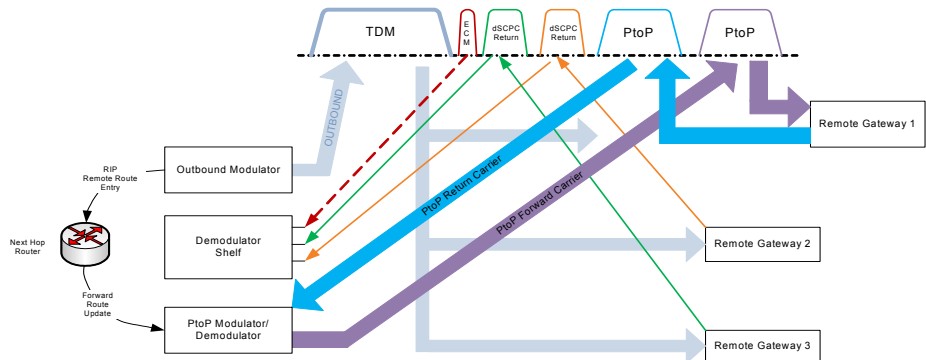 TDM
E
C
M
dSCPC
Return
dSCPC
Return
PtoP
PtoP
OUTBOUND
Remote Gateway 1
RIP
Remote Route
Entry
Outbound Modulator
PtoP Return Carrier
PtoP Forward Carrier
Next Hop
Router
Demodulator
Shelf
Remote Gateway 2
Forward
Route
Update
PtoP Modulator/
Demodulator
Remote Gateway 3